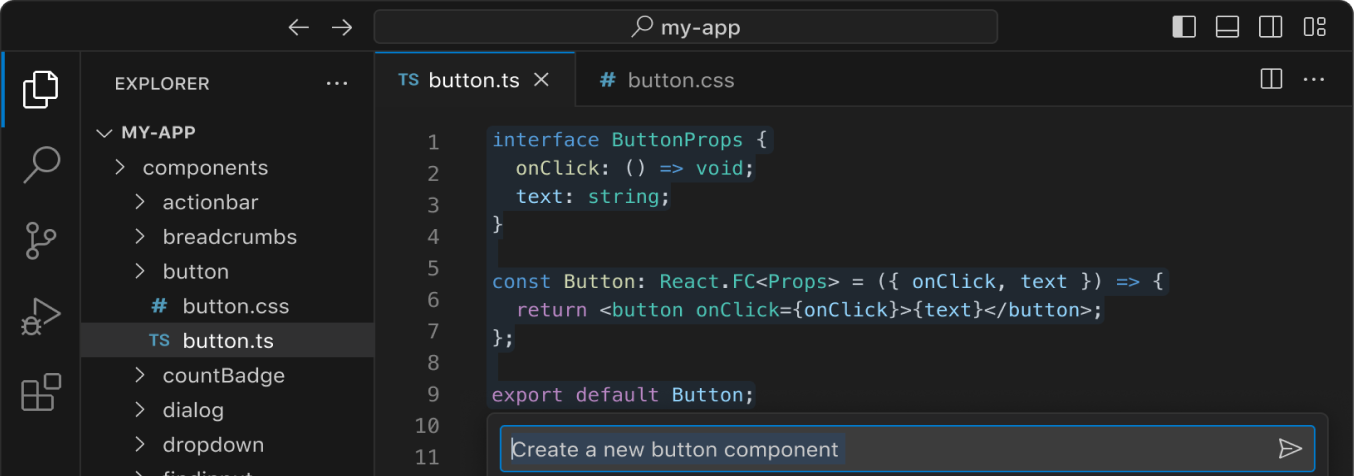 my-app
EXPLORER ···
MY-APP
components
actionbar
breadcrumbs
button
# button.css
TS button.ts
countBadge
dialog
dropdown
TS button.ts
# button.css
1
2
3
4
5
6
7
8
9
10
11
interface ButtonProps {
  onClick: () => void;
  text: string;
}
const Button: React.FC<Props> = ({ onClick, text }) => {
  return <button onClick={onClick}>{text}</button>;
};
export default Button;
Create a new button component